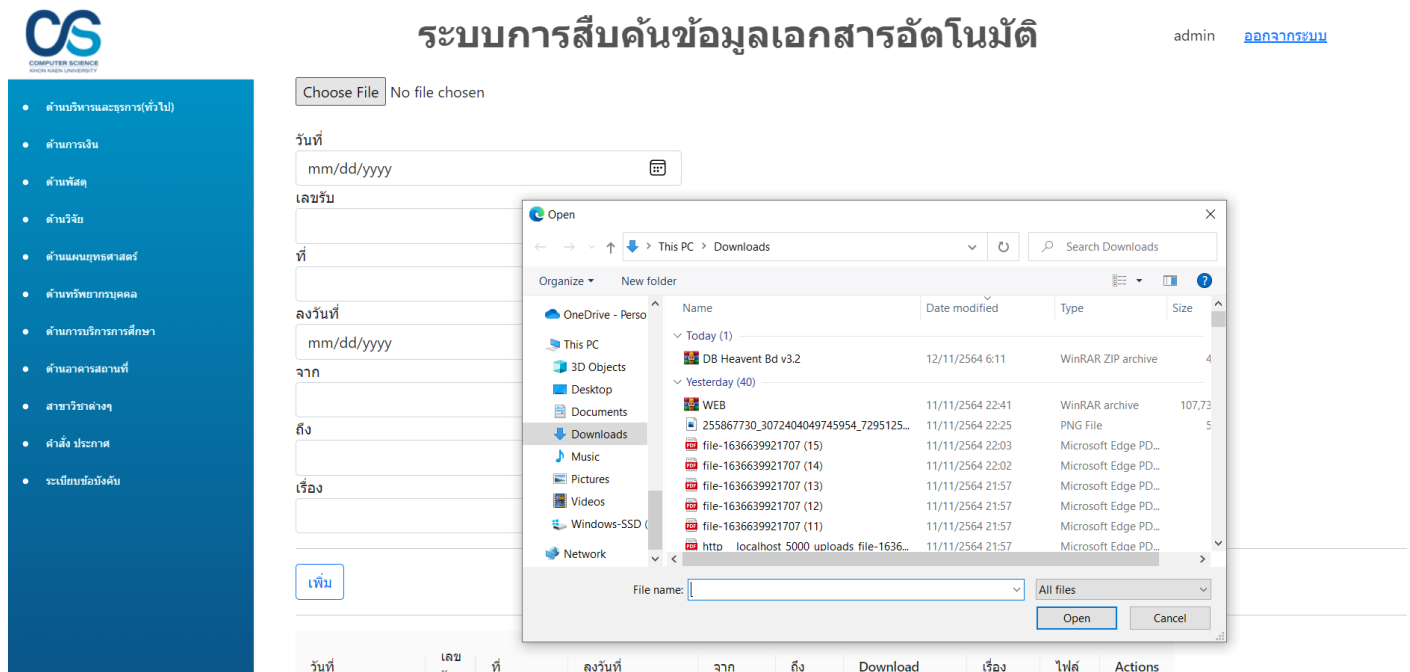 CS
COMPUTER SCIENCE
KHON KAEN UNIVERSITY
ระบบการสืบค้นข้อมูลเอกสารอัตโนมัติ
admin ออกจากระบบ
ด้านบริหารและธุรการ(ทั่วไป)
ด้านการเงิน
ด้านพัสดุ
ด้านวิจัย
ด้านแผนยุทธศาสตร์
ด้านทรัพยากรบุคคล
ด้านการบริการการศึกษา
ด้านอาคารสถานที่
สาขาวิชาต่างๆ
คำสั่ง ประกาศ
ระเบียบข้อบังคับ
Choose File No file chosen
วันที่
mm/dd/yyyy
เลขรับ
ที่
ลงวันที่
mm/dd/yyyy
จาก
ถึง
เรื่อง
เพิ่ม
Open
This PC > Downloads
Search Downloads
Organize New folder
OneDrive - Perso
This PC
3D Objects
Desktop
Documents
Downloads
Music
Pictures
Videos
Windows-SSD (
Network
Name Date modified Type Size
Today (1)
DB Heavent Bd v3.2 12/11/2564 6:11 WinRAR ZIP archive 4
Yesterday (40)
WEB 11/11/2564 22:41 WinRAR archive 107,73
255867730_3072404049745954_7295125... 11/11/2564 22:25 PNG File 5
file-1636639921707 (15) 11/11/2564 22:03 Microsoft Edge PD...
file-1636639921707 (14) 11/11/2564 22:02 Microsoft Edge PD...
file-1636639921707 (13) 11/11/2564 21:57 Microsoft Edge PD...
file-1636639921707 (12) 11/11/2564 21:57 Microsoft Edge PD...
file-1636639921707 (11) 11/11/2564 21:57 Microsoft Edge PD...
http__localhost_5000_uploads_file-1636... 11/11/2564 21:57 Microsoft Edge PD...
File name: All files
Open Cancel
วันที่ เลข ที่ ลงวันที่ จาก ถึง Download เรื่อง ไฟล์ Actions